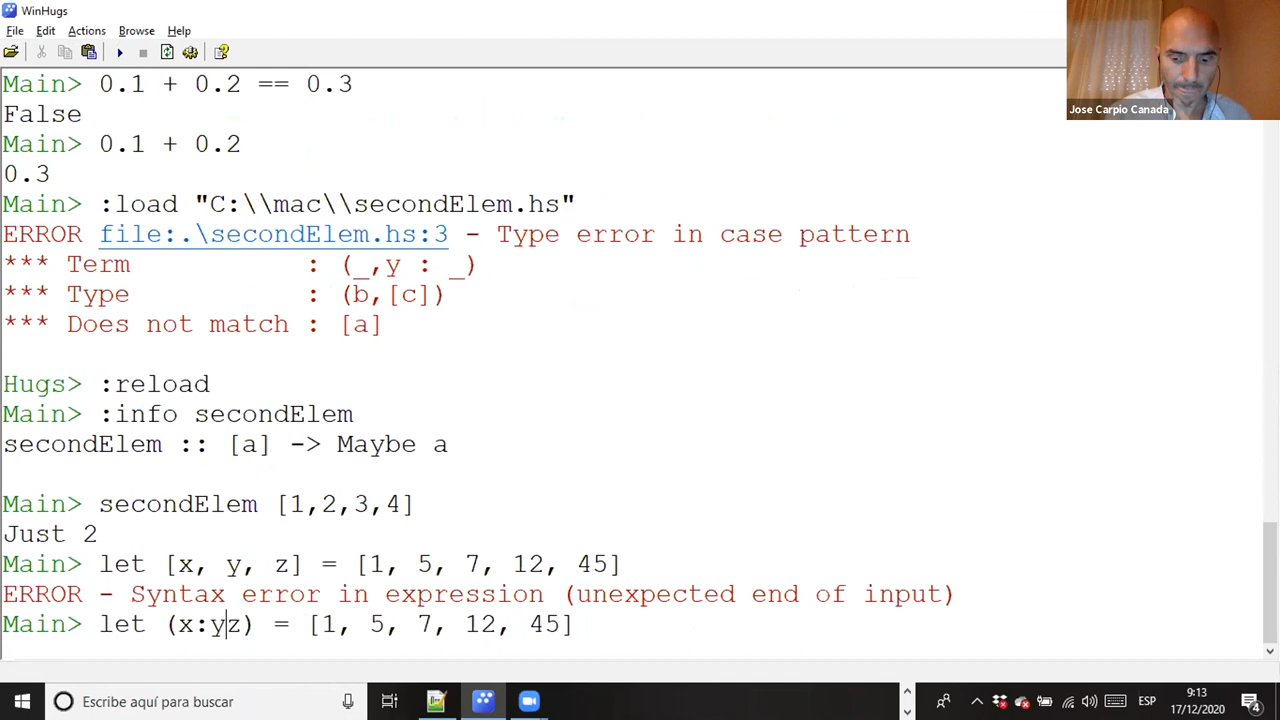 WinHugs
File Edit Actions Browse Help
Main> 0.1 + 0.2 == 0.3
False
Main> 0.1 + 0.2
0.3
Main> :load "C:\\mac\\secondElem.hs"
ERROR file:.\secondElem.hs:3 - Type error in case pattern
*** Term : (_,y : _)
*** Type : (b,[c])
*** Does not match : [a]
Hugs> :reload
Main> :info secondElem
secondElem :: [a] -> Maybe a
Main> secondElem [1,2,3,4]
Just 2
Main> let [x, y, z] = [1, 5, 7, 12, 45]
ERROR - Syntax error in expression (unexpected end of input)
Main> let (x:yz) = [1, 5, 7, 12, 45]
Jose Carpio Canada
Escribe aquí para buscar
ESP
9:13
17/12/2020
4